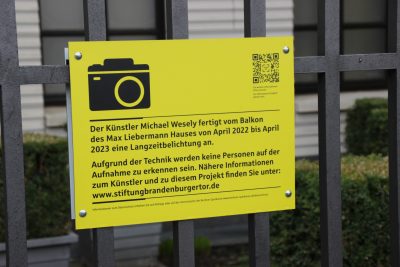 Der Künstler Michael Wesely fertigt vom Balkon
des Max Liebermann Hauses von April 2022 bis April
2023 eine Langzeitbelichtung an.
Aufgrund der Technik werden keine Personen auf der
Aufnahme zu erkennen sein. Nähere Informationen
zum Künstler und zu diesem Projekt finden Sie unter:
www.stiftungbrandenburgertor.de